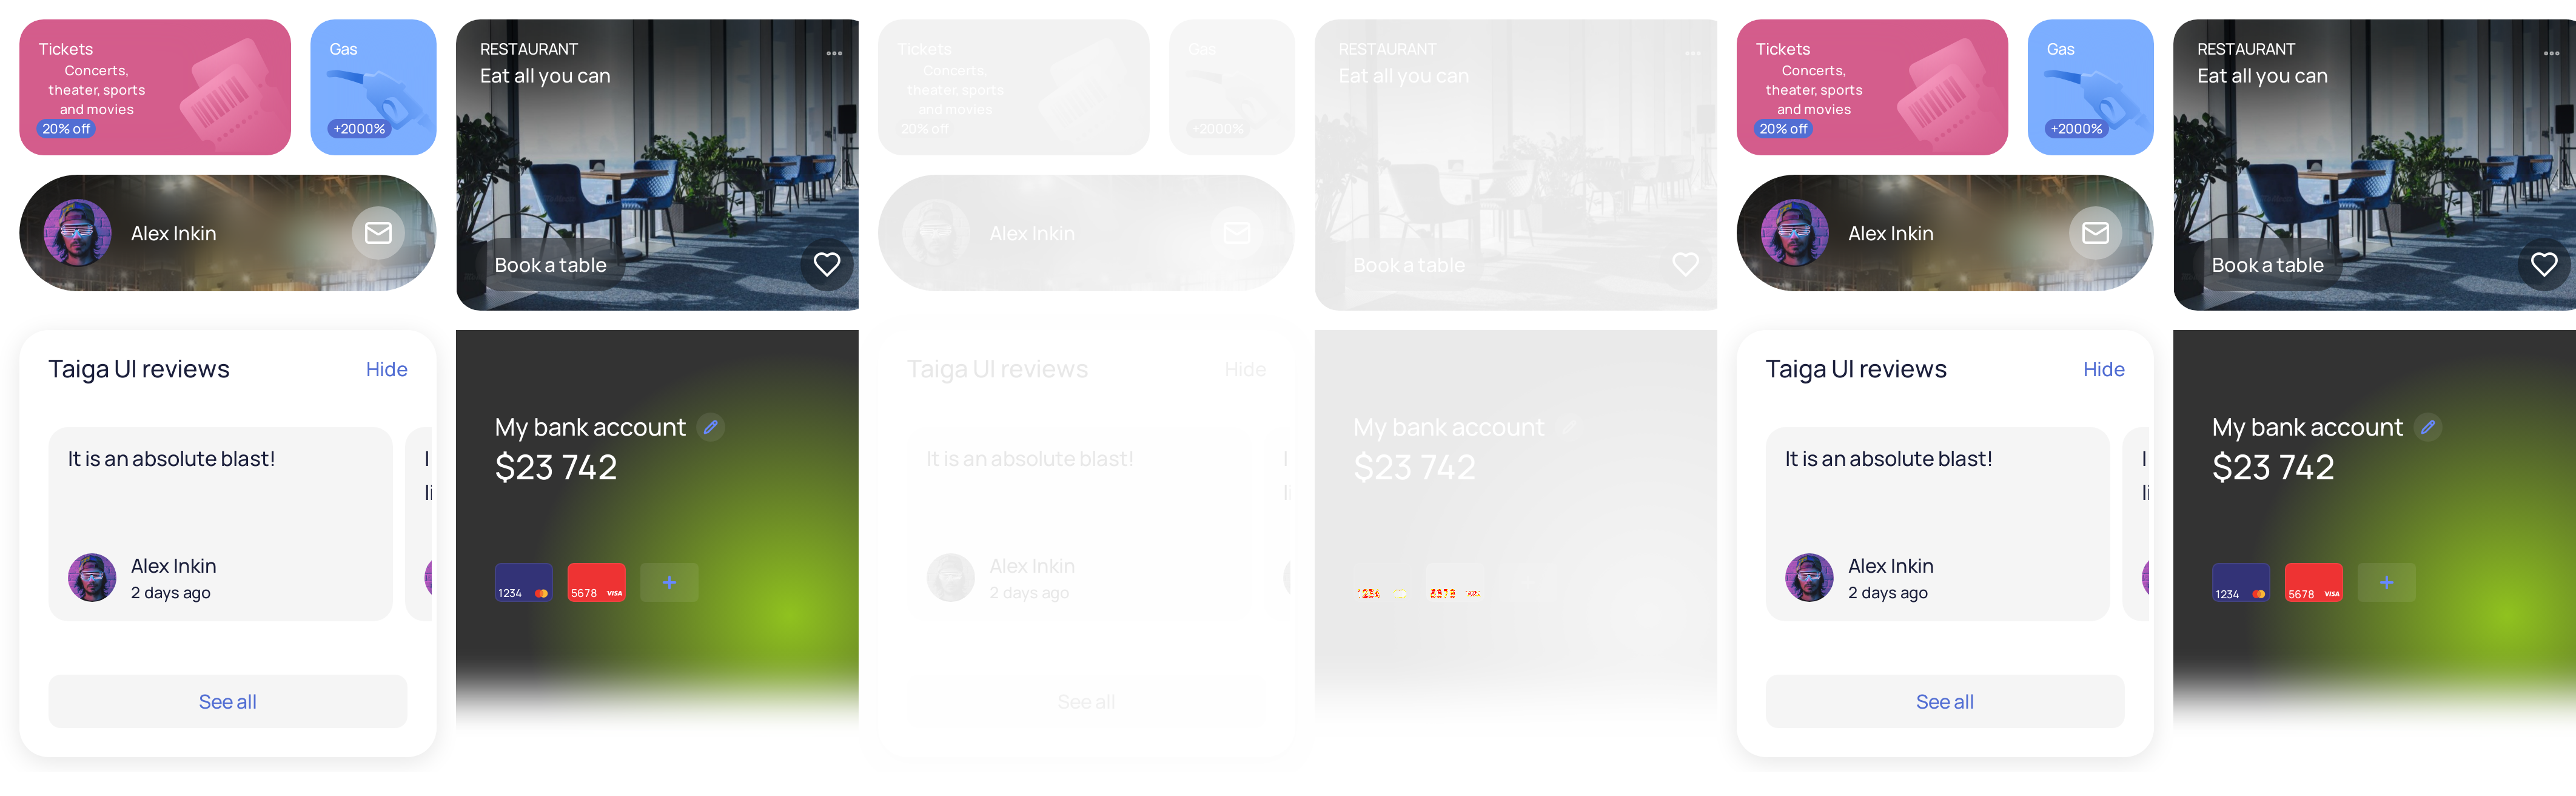 Tickets
Concerts,
theater, sports
and movies
20% off
Gas
+2000%
RESTAURANT
Eat all you can
Book a table
Alex Inkin
Taiga UI reviews
Hide
It is an absolute blast!
I
li
Alex Inkin
2 days ago
See all
My bank account
$23 742
1234
5678 VISA
+
Tickets
Concerts,
theater, sports
and movies
20% off
Gas
+2000%
RESTAURANT
Eat all you can
Book a table
Alex Inkin
Taiga UI reviews
Hide
It is an absolute blast!
I
li
Alex Inkin
2 days ago
See all
My bank account
$23 742
1234
5678
Tickets
Concerts,
theater, sports
and movies
20% off
Gas
+2000%
RESTAURANT
Eat all you can
Book a table
Alex Inkin
Taiga UI reviews
Hide
It is an absolute blast!
I
li
Alex Inkin
2 days ago
See all
My bank account
$23 742
1234
5678 VISA
+